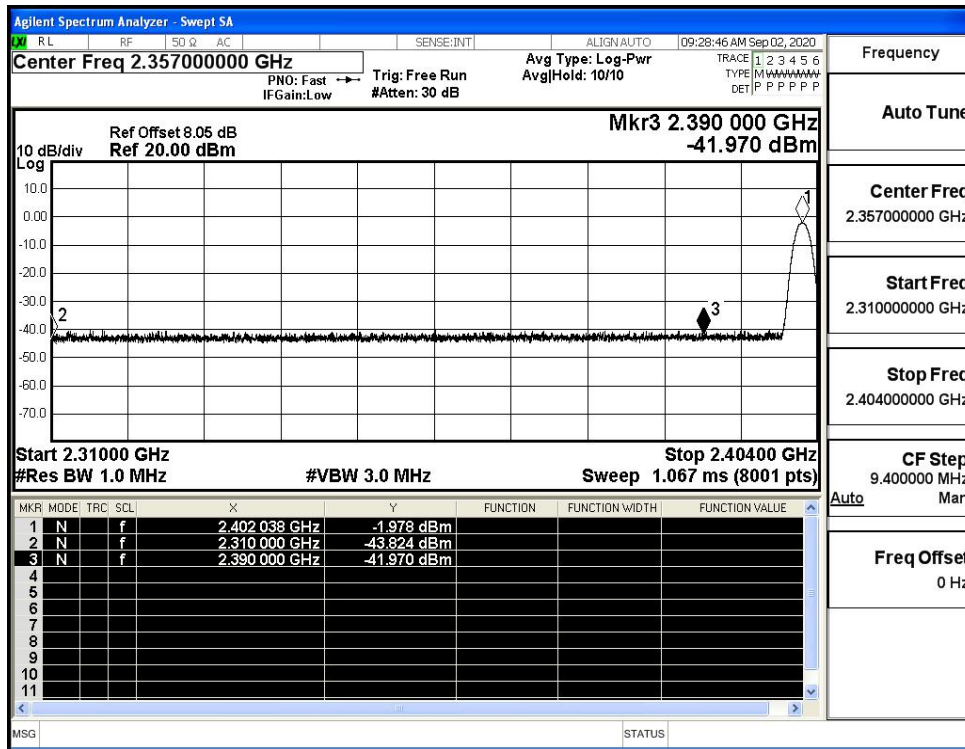 Agilent Spectrum Analyzer - Swept SA
LXI RL RF 50 Ω AC SENSE:INT ALIGN AUTO 09:28:46 AM Sep 02, 2020
Center Freq 2.357000000 GHz
PNO: Fast
IFGain:Low
Trig: Free Run
#Atten: 30 dB
Avg Type: Log-Pwr
Avg|Hold: 10/10
TRACE 1 2 3 4 5 6
TYPE M WWWWW
DET P P P P P P
Ref Offset 8.05 dB
10 dB/div Ref 20.00 dBm
Log
Mkr3 2.390 000 GHz
-41.970 dBm
10.0
0.00
-10.0
-20.0
-30.0
-40.0
-50.0
-60.0
-70.0
1
2
3
Start 2.31000 GHz Stop 2.40400 GHz
#Res BW 1.0 MHz #VBW 3.0 MHz Sweep 1.067 ms (8001 pts)
MKR MODE TRC SCL X Y FUNCTION FUNCTION WIDTH FUNCTION VALUE
1 N f 2.402 038 GHz -1.978 dBm
2 N f 2.310 000 GHz -43.824 dBm
3 N f 2.390 000 GHz -41.970 dBm
4
5
6
7
8
9
10
11
MSG STATUS
Frequency
Auto Tune
Center Freq
2.357000000 GHz
Start Freq
2.310000000 GHz
Stop Freq
2.404000000 GHz
CF Step
9.400000 MHz
Auto Man
Freq Offset
0 Hz